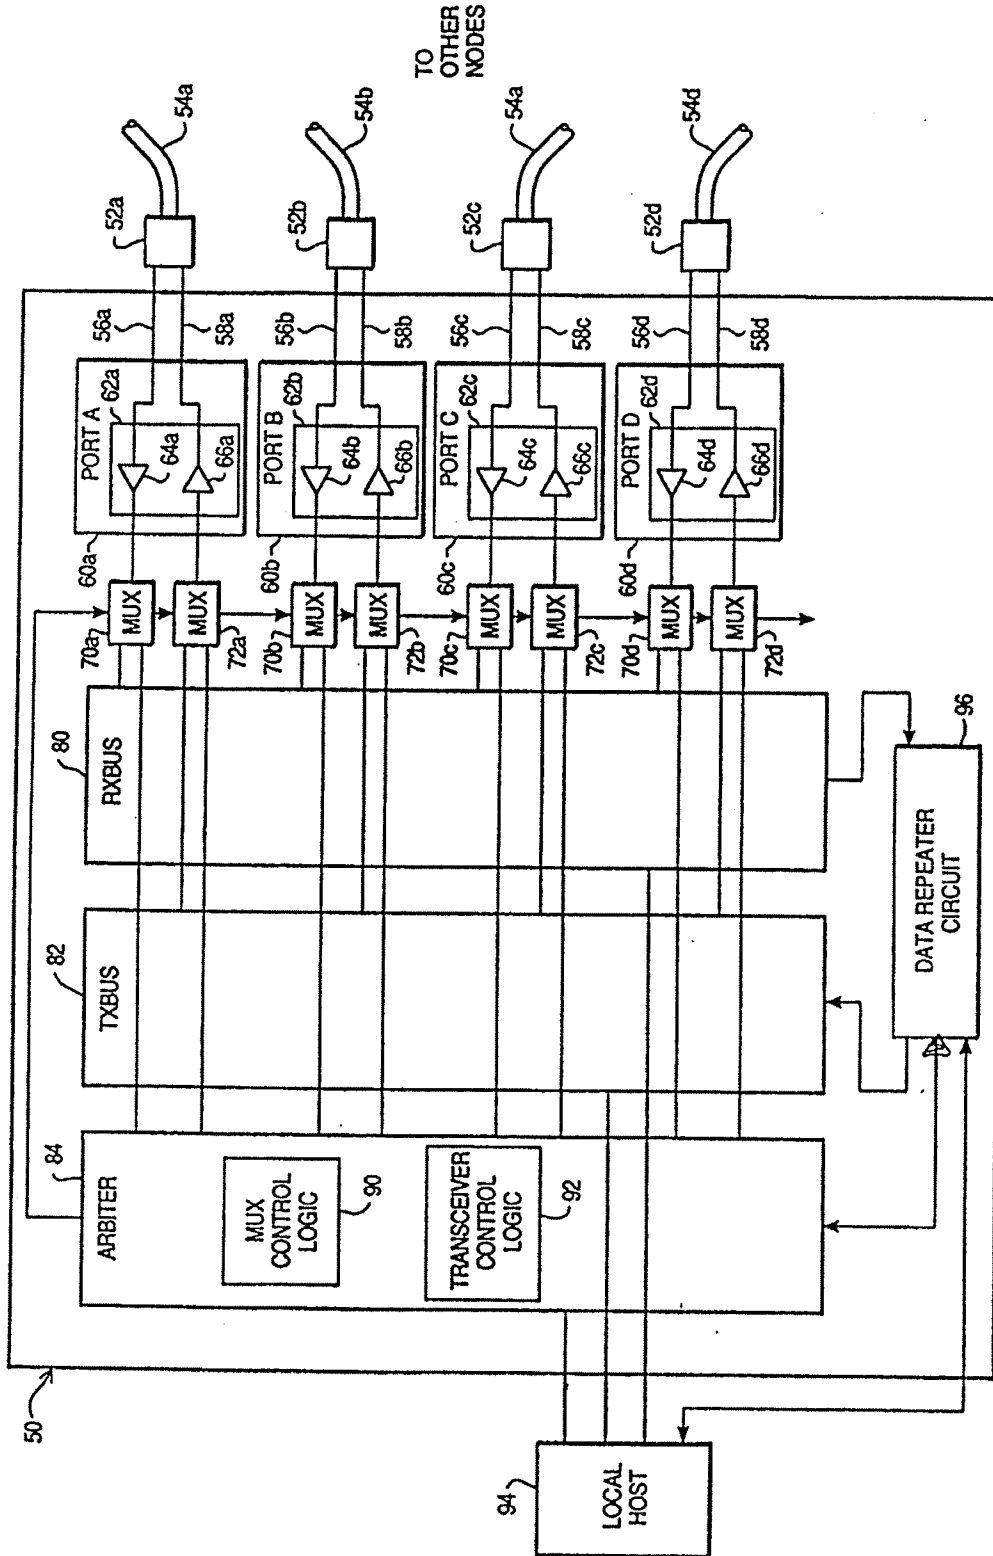 TO
OTHER
NODES
54a
54b
54a
54d
52a
52b
52c
52d
56a
58a
56b
58b
56c
58c
56d
58d
PORT A
62a
64a
66a
60a
PORT B
62b
64b
66b
60b
PORT C
62c
64c
66c
60c
PORT D
62d
64d
66d
60d
70a
MUX
MUX
72a
70b
MUX
MUX
72b
70c
MUX
MUX
72c
70d
MUX
MUX
72d
80
RXBUS
82
TXBUS
84
ARBITER
MUX
CONTROL
LOGIC
90
TRANSCEIVER
CONTROL
LOGIC
92
96
DATA REPEATER
CIRCUIT
50
94
LOCAL
HOST